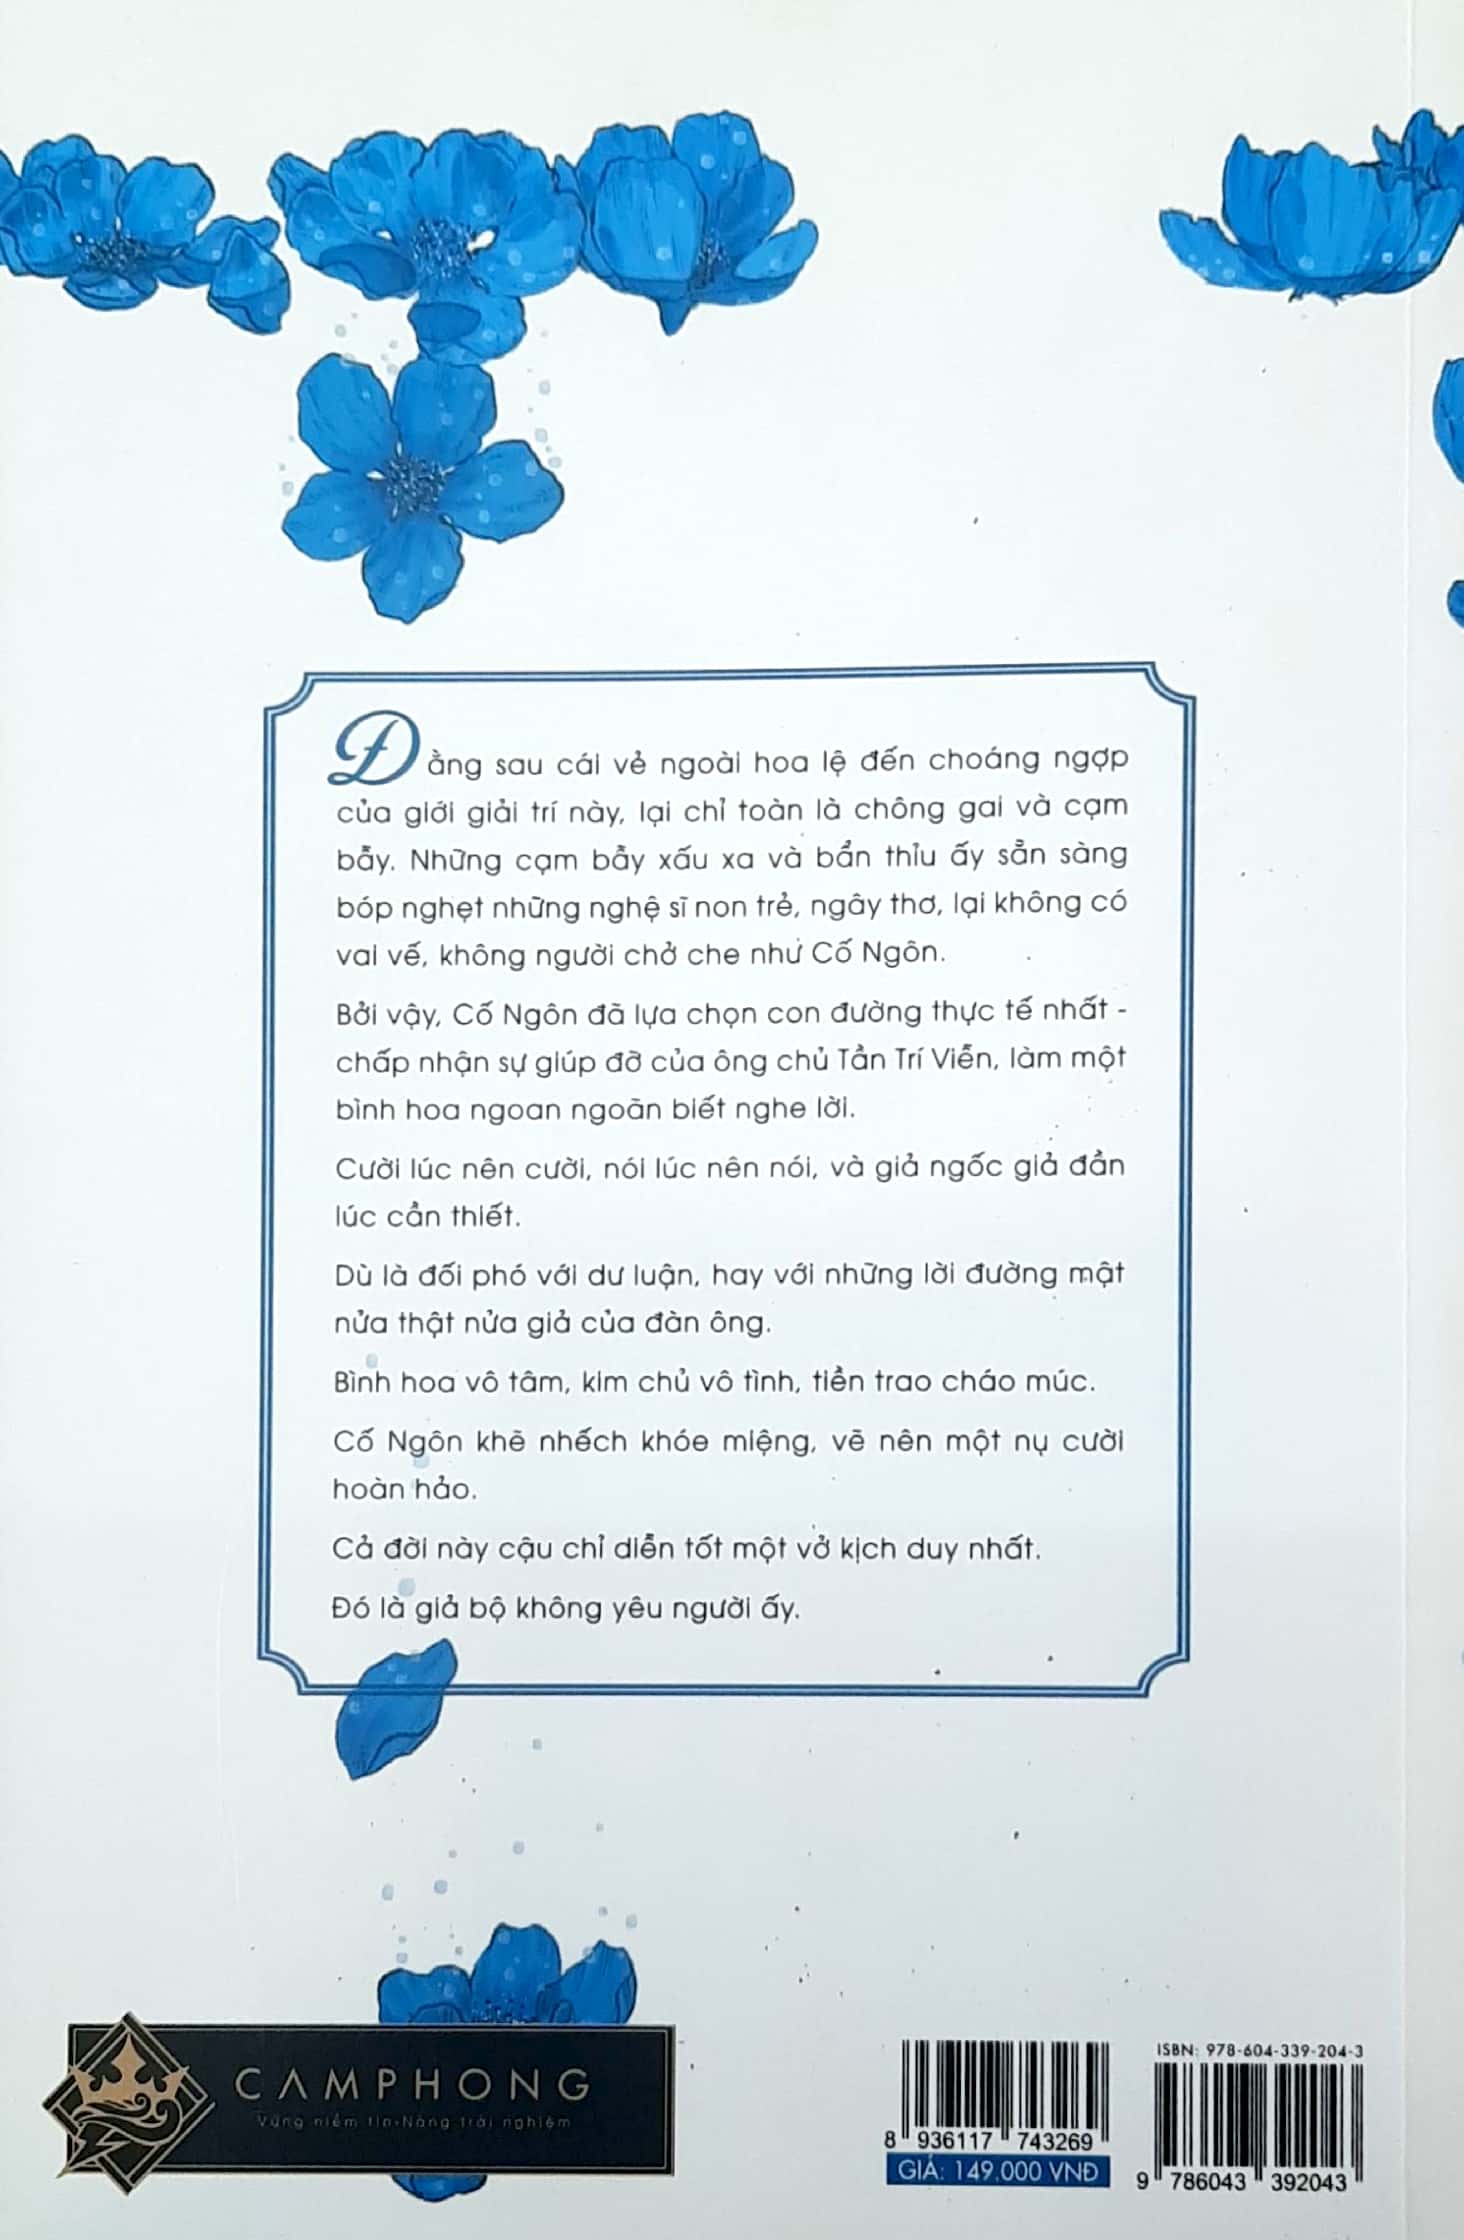 Đằng sau cái vẻ ngoài hoa lệ đến choáng ngợp
của giới giải trí này, lại chỉ toàn là chông gai và cạm
bẫy. Những cạm bẫy xấu xa và bẩn thỉu ấy sẵn sàng
bóp nghẹt những nghệ sĩ non trẻ, ngây thơ, lại không có
vai vế, không người chở che như Cố Ngôn.
Bởi vậy, Cố Ngôn đã lựa chọn con đường thực tế nhất -
chấp nhận sự giúp đỡ của ông chủ Tần Trí Viễn, làm một
bình hoa ngoan ngoãn biết nghe lời.
Cười lúc nên cười, nói lúc nên nói, và giả ngốc giả đần
lúc cần thiết.
Dù là đối phó với dư luận, hay với những lời đường mật
nửa thật nửa giả của đàn ông.
Bình hoa vô tâm, kim chủ vô tình, tiền trao cháo múc.
Cố Ngôn khẽ nhếch khóe miệng, vẽ nên một nụ cười
hoàn hảo.
Cả đời này cậu chỉ diễn tốt một vở kịch duy nhất.
Đó là giả bộ không yêu người ấy.
CAMPHONG
Vững niềm tin-Nâng trải nghiệm
8 936117 743269
GIÁ: 149.000 VNĐ
ISBN: 978-604-339-204-3
9 786043 392043